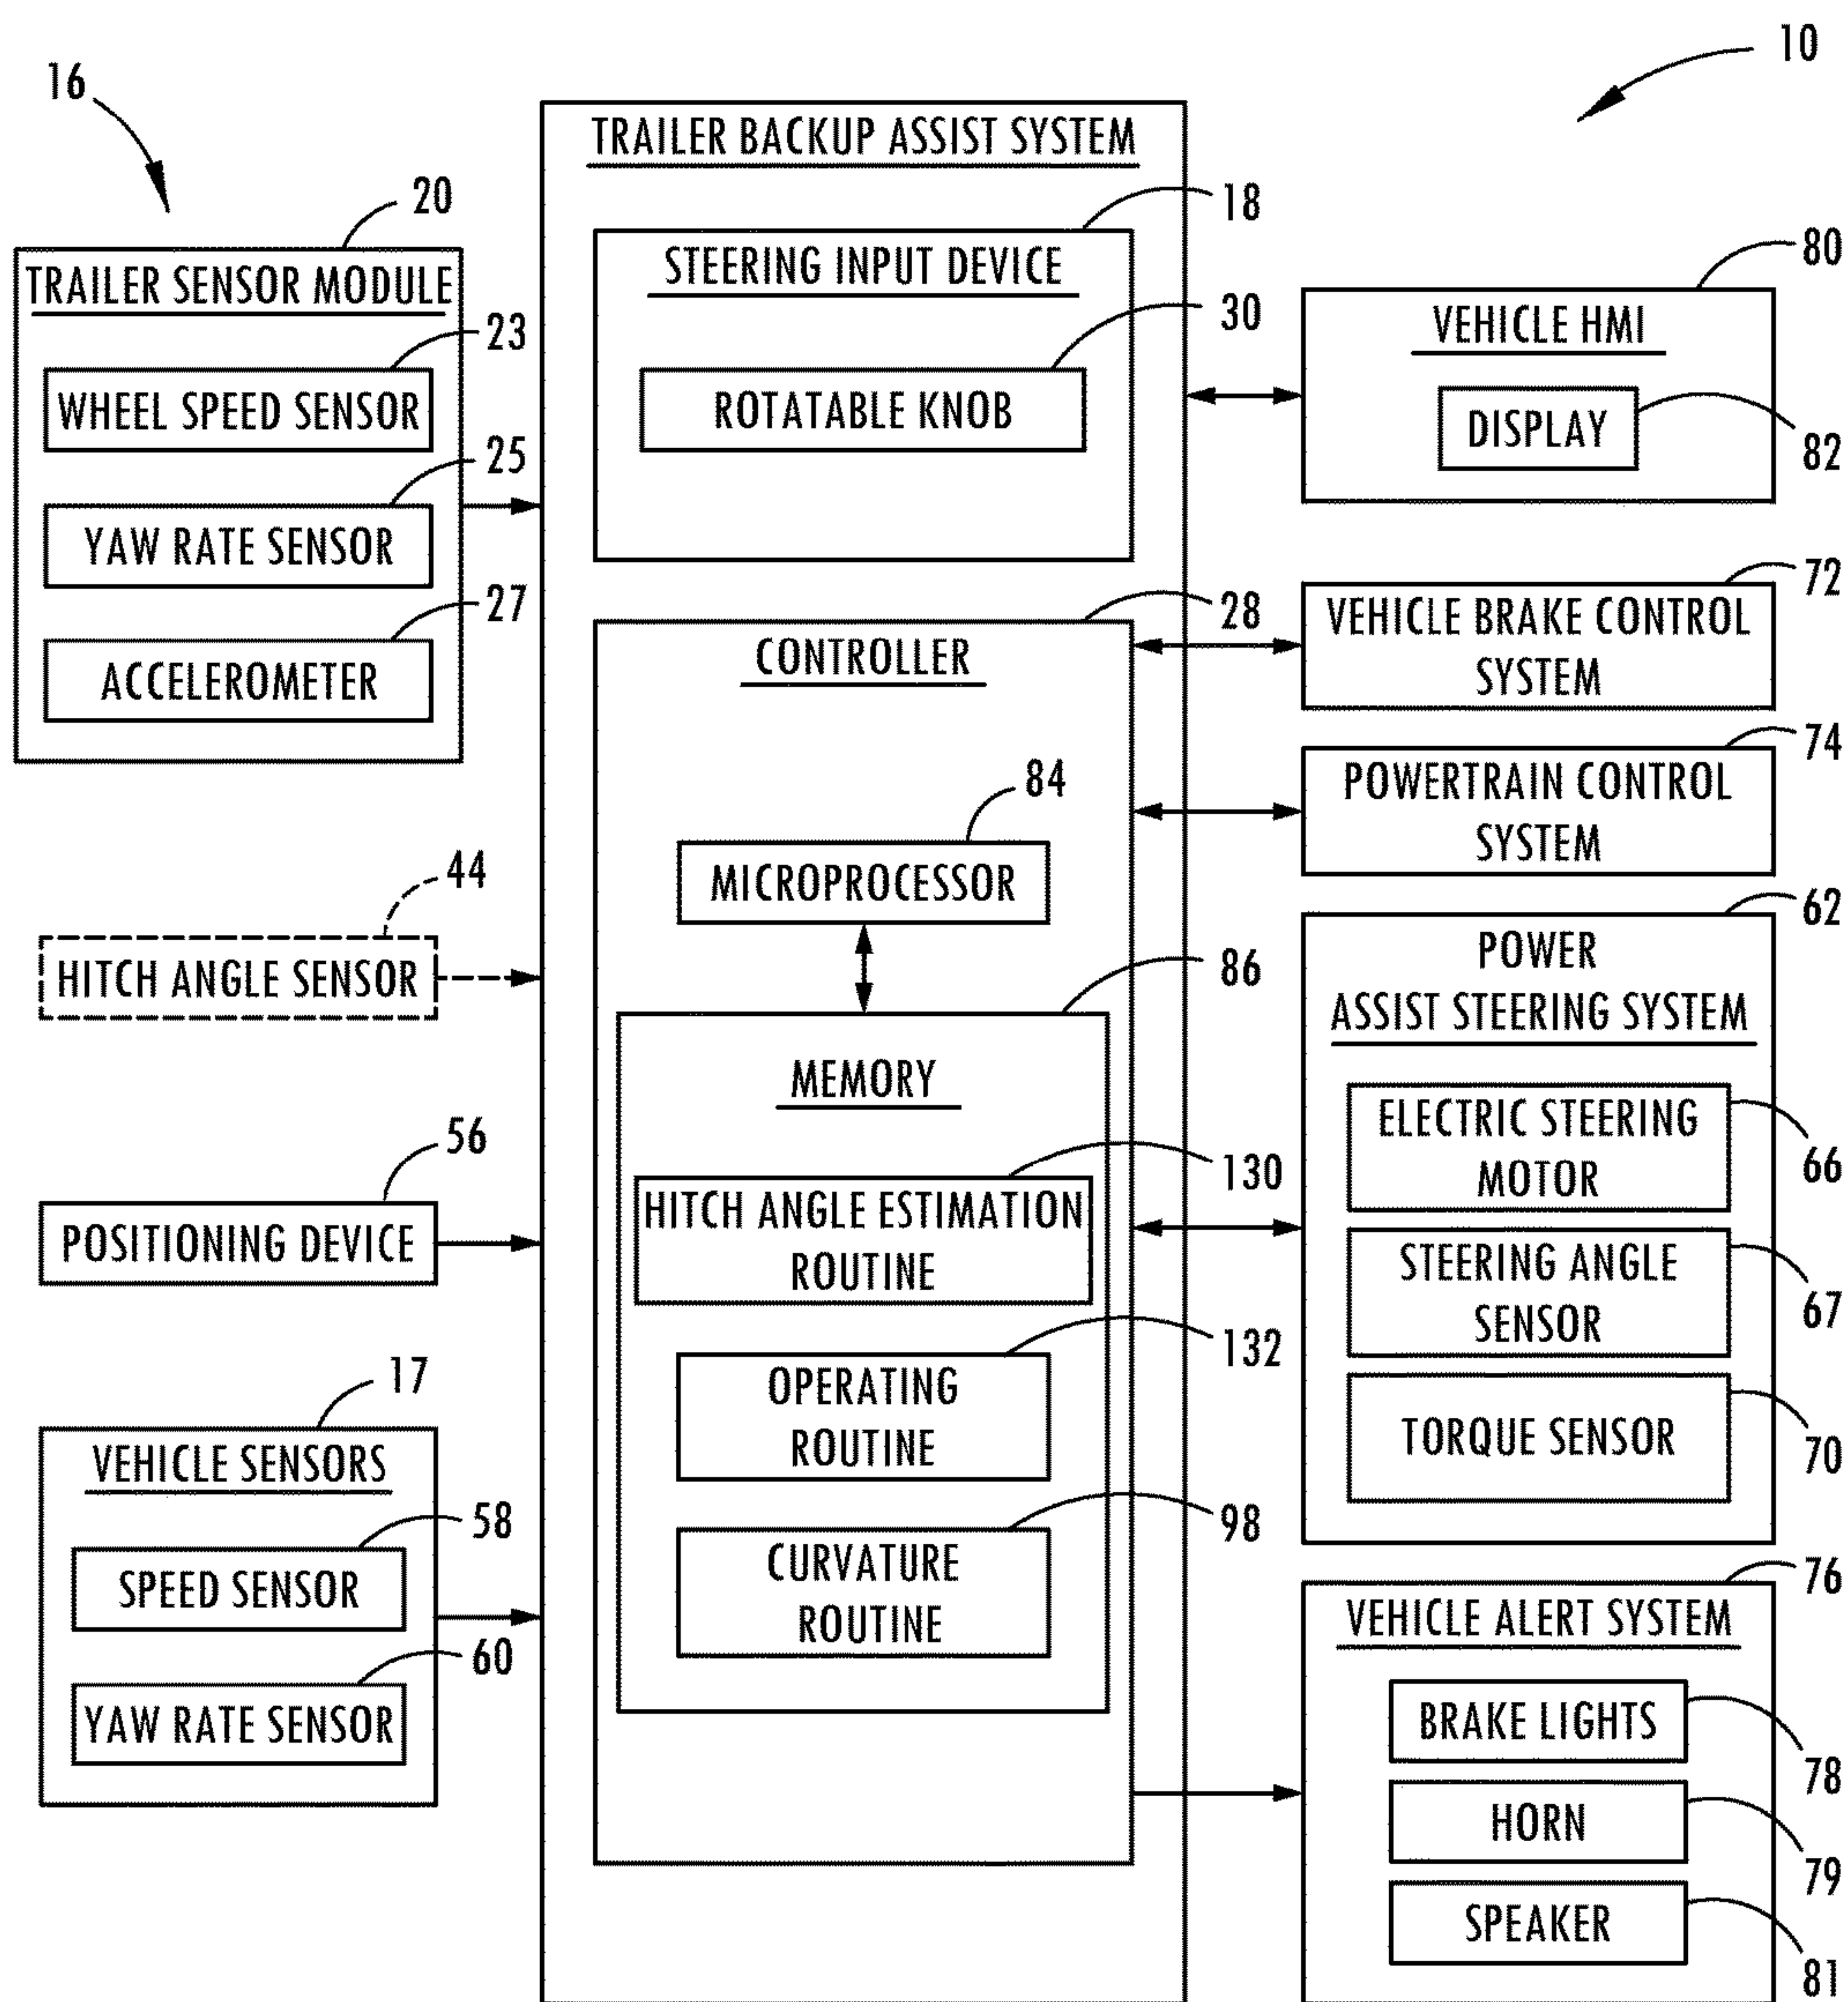 10
16
TRAILER BACKUP ASSIST SYSTEM
20
TRAILER SENSOR MODULE
23
WHEEL SPEED SENSOR
25
YAW RATE SENSOR
27
ACCELEROMETER
44
HITCH ANGLE SENSOR
56
POSITIONING DEVICE
17
VEHICLE SENSORS
58
SPEED SENSOR
60
YAW RATE SENSOR
18
STEERING INPUT DEVICE
30
ROTATABLE KNOB
28
CONTROLLER
84
MICROPROCESSOR
86
MEMORY
130
HITCH ANGLE ESTIMATION
ROUTINE
132
OPERATING
ROUTINE
98
CURVATURE
ROUTINE
80
VEHICLE HMI
DISPLAY
82
72
VEHICLE BRAKE CONTROL
SYSTEM
74
POWERTRAIN CONTROL
SYSTEM
62
POWER
ASSIST STEERING SYSTEM
ELECTRIC STEERING
MOTOR
66
STEERING ANGLE
SENSOR
67
TORQUE SENSOR
70
76
VEHICLE ALERT SYSTEM
BRAKE LIGHTS
78
HORN
79
SPEAKER
81